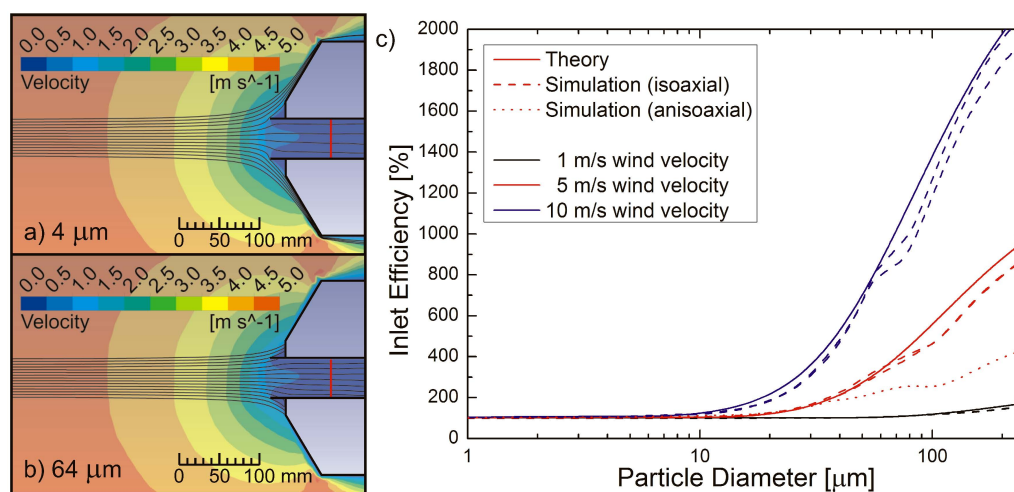 0.0 0.5 1.0 1.5 2.0 2.5 3.0 3.5 4.0 4.5 5.0
Velocity [m s^-1]
a) 4 μm
0 50 100 mm
0.0 0.5 1.0 1.5 2.0 2.5 3.0 3.5 4.0 4.5 5.0
Velocity [m s^-1]
b) 64 μm
0 50 100 mm
c)
Inlet Efficiency [%]
2000
1800
1600
1400
1200
1000
800
600
400
200
0
Theory
Simulation (isoaxial)
Simulation (anisoaxial)
1 m/s wind velocity
5 m/s wind velocity
10 m/s wind velocity
1 10 100
Particle Diameter [μm]